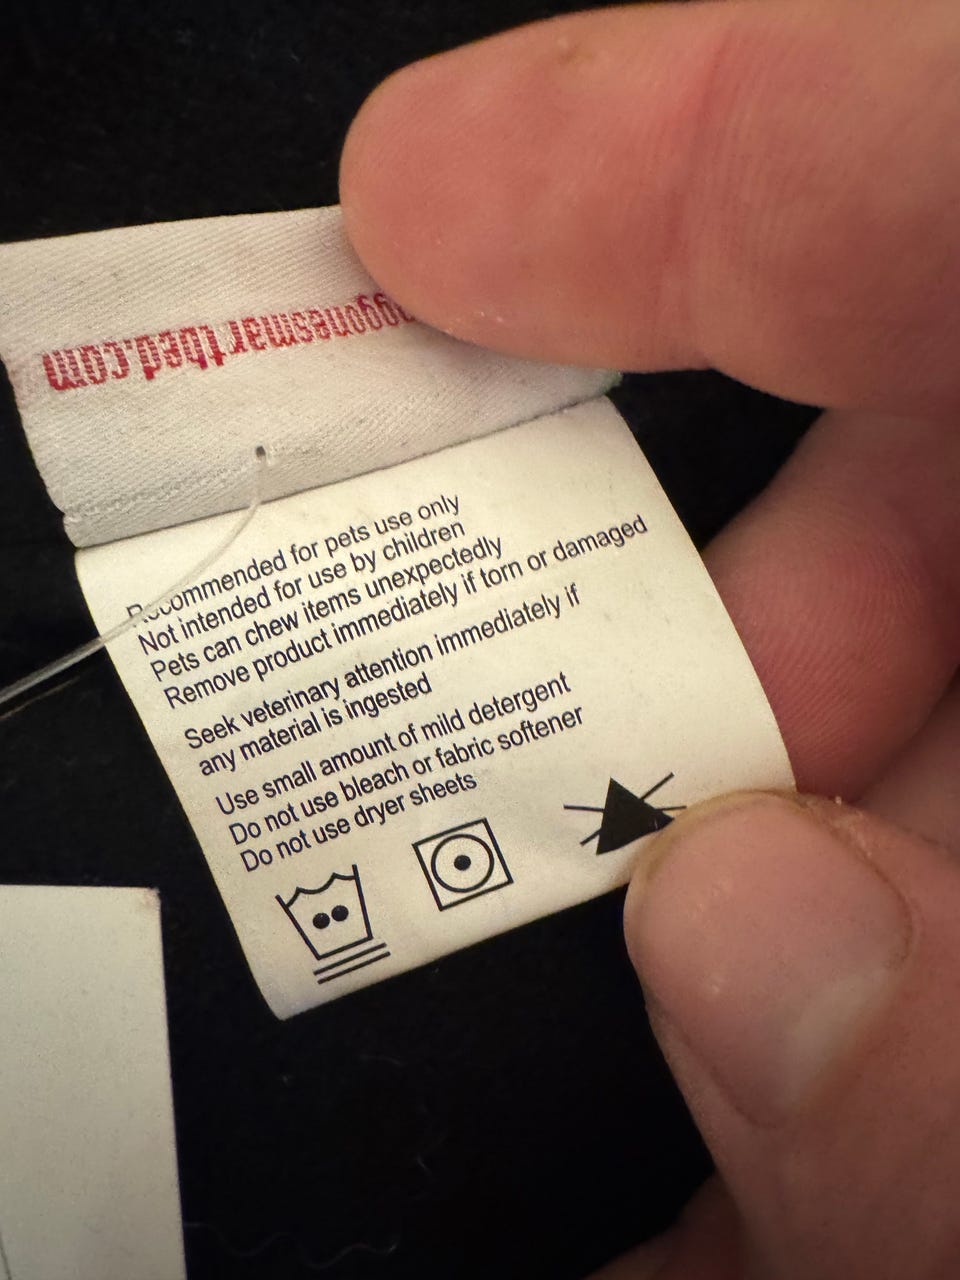 ggonesmartbed.com
Recommended for pets use only
Not intended for use by children
Pets can chew items unexpectedly
Remove product immediately if torn or damaged
Seek veterinary attention immediately if
any material is ingested
Use small amount of mild detergent
Do not use bleach or fabric softener
Do not use dryer sheets